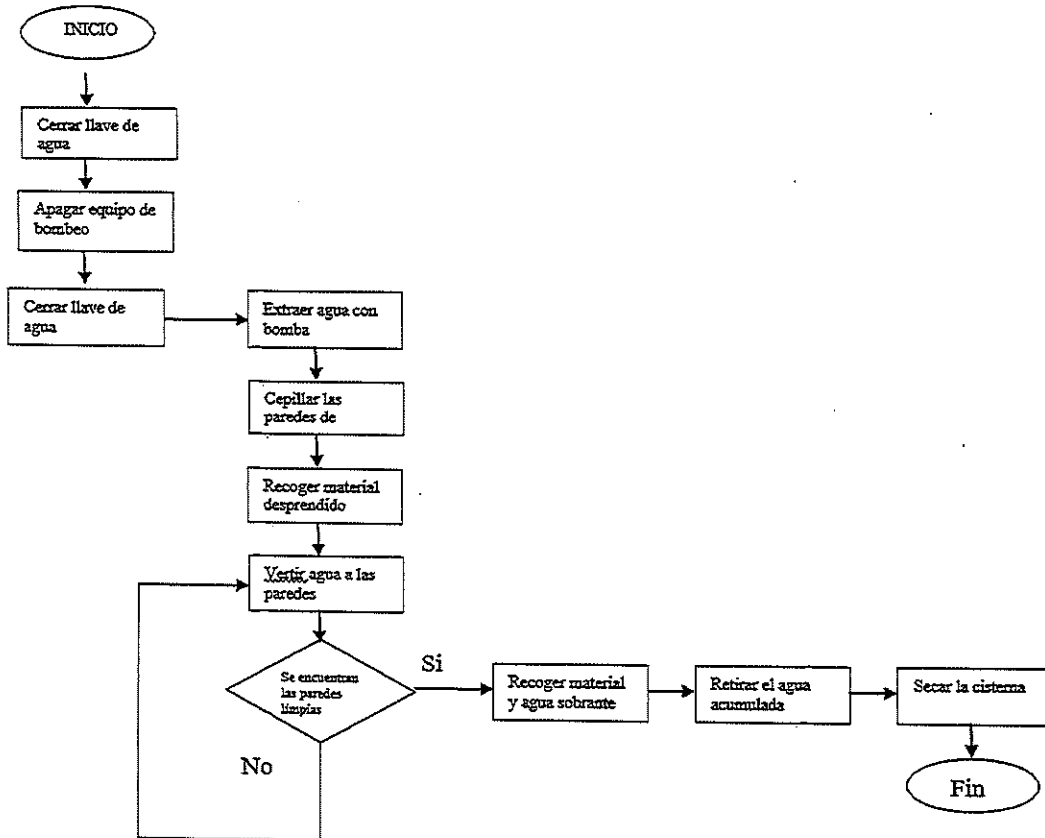 INICIO
Cerrar llave de
agua
Apagar equipo de
bombeo
Cerrar llave de
agua
Extraer agua con
bomba
Cepillar las
paredes de
Recoger material
desprendido
Vertir agua a las
paredes
Se encuentran
las paredes
limpias
Si
No
Recoger material
y agua sobrante
Retirar el agua
acumulada
Secar la cisterna
Fin